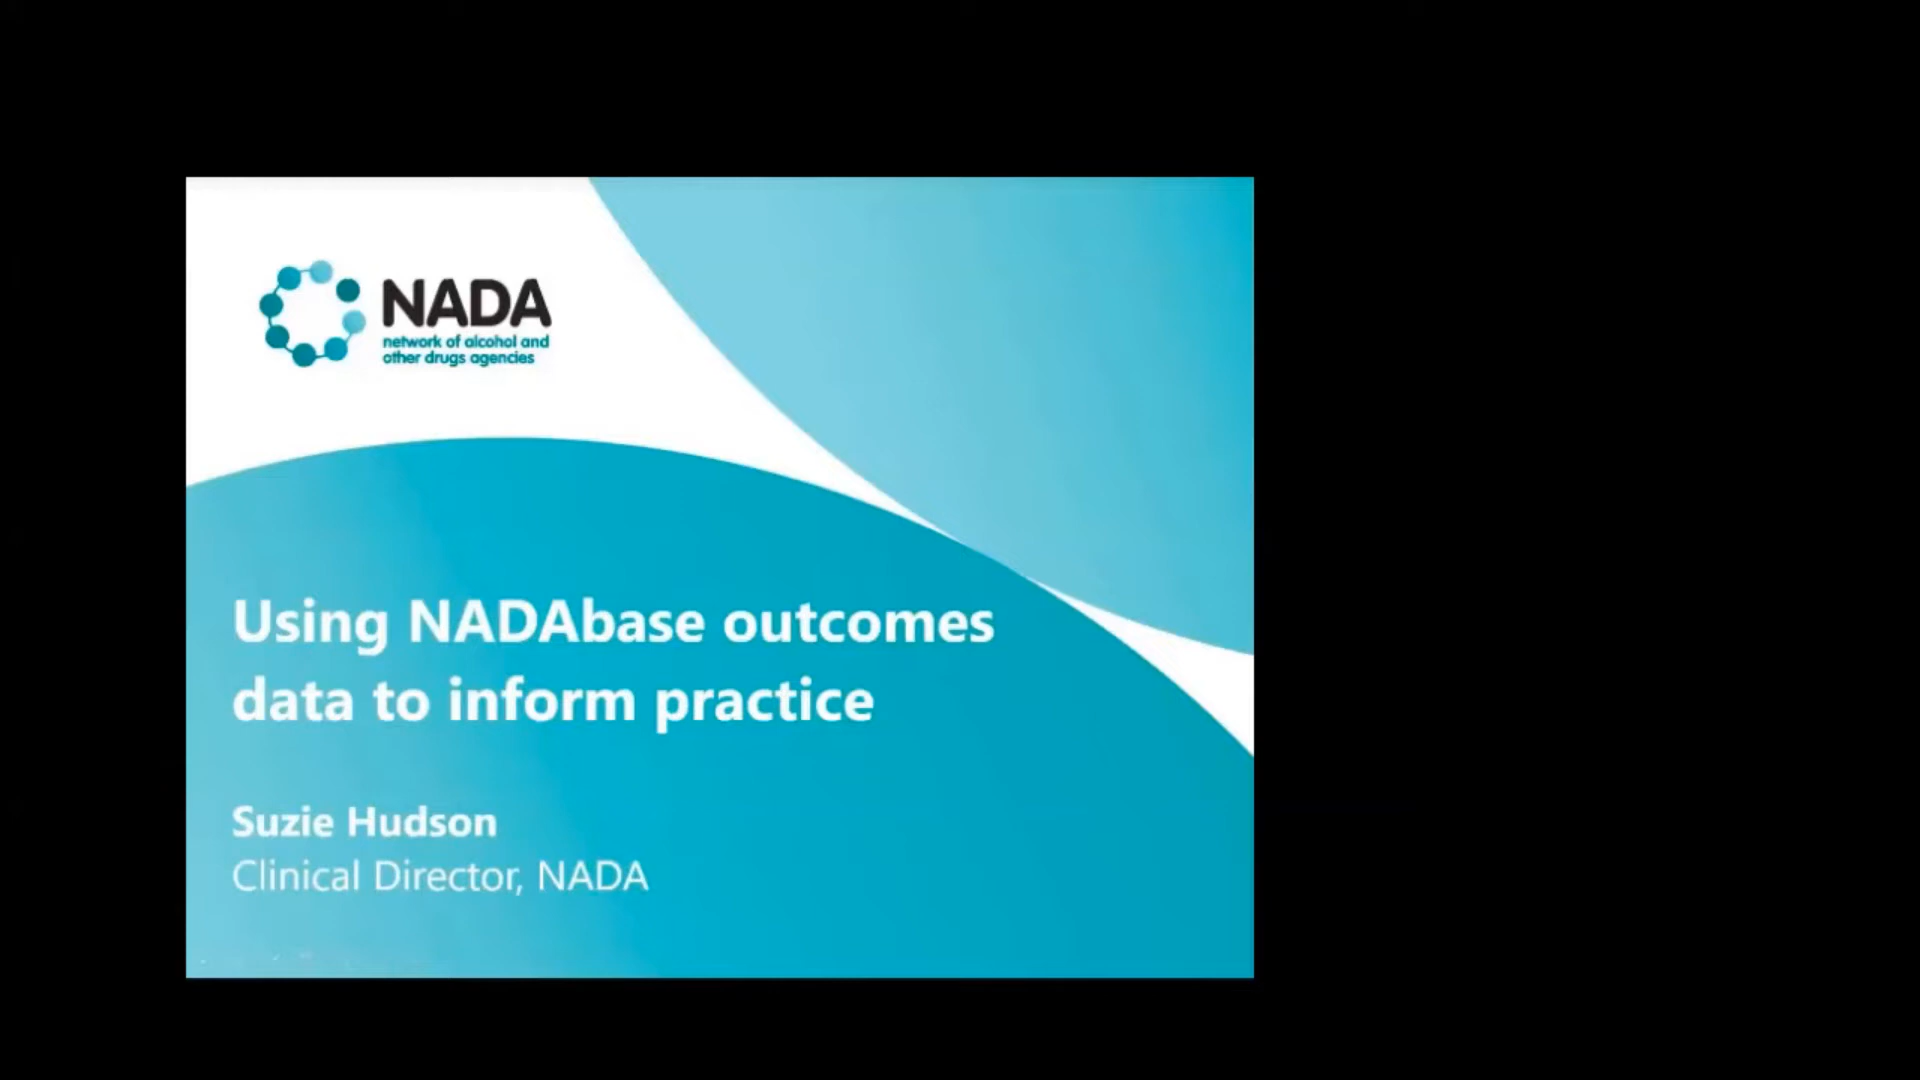 NADA
network of alcohol and
other drugs agencies
Using NADAbase outcomes
data to inform practice
Suzie Hudson
Clinical Director, NADA